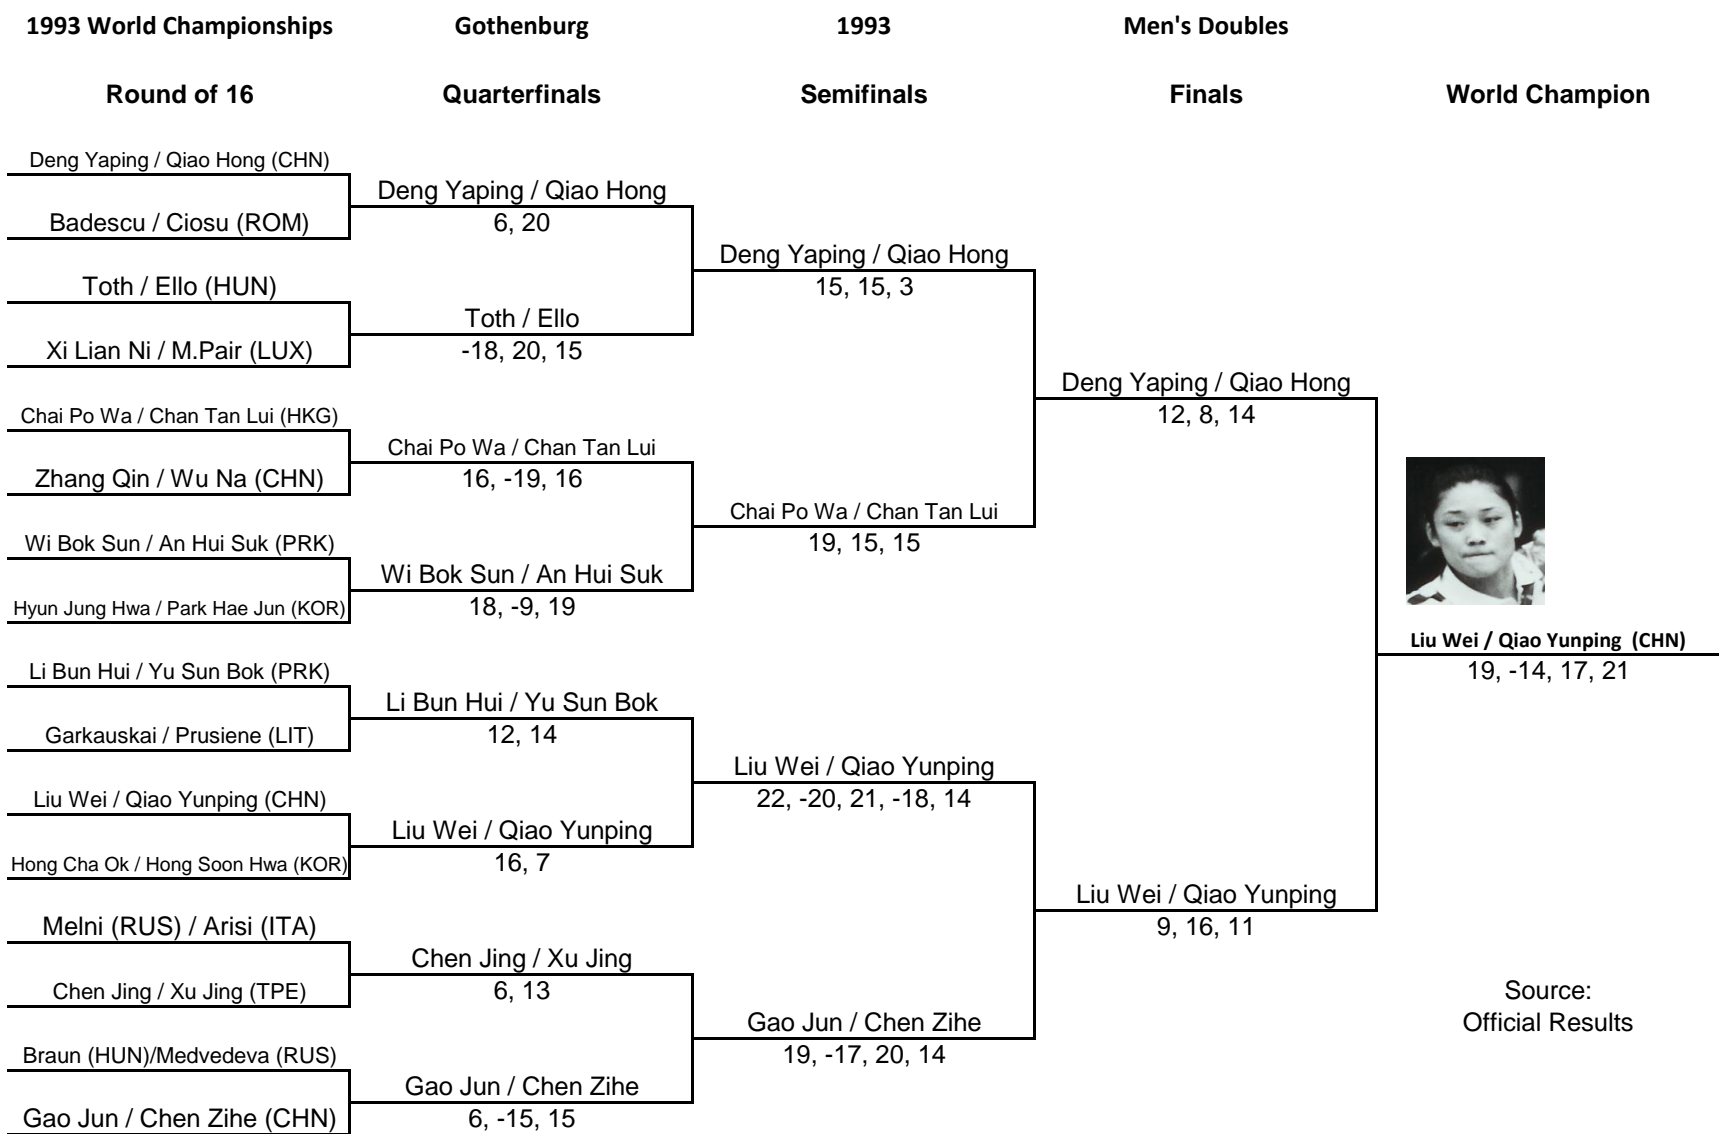 1993 World Championships
Gothenburg
1993
Men's Doubles
Round of 16
Quarterfinals
Semifinals
Finals
World Champion
Deng Yaping / Qiao Hong (CHN)
Badescu / Ciosu (ROM)
Toth / Ello (HUN)
Xi Lian Ni / M.Pair (LUX)
Chai Po Wa / Chan Tan Lui (HKG)
Zhang Qin / Wu Na (CHN)
Wi Bok Sun / An Hui Suk (PRK)
Hyun Jung Hwa / Park Hae Jun (KOR)
Li Bun Hui / Yu Sun Bok (PRK)
Garkauskai / Prusiene (LIT)
Liu Wei / Qiao Yunping (CHN)
Hong Cha Ok / Hong Soon Hwa (KOR)
Melni (RUS) / Arisi (ITA)
Chen Jing / Xu Jing (TPE)
Braun (HUN)/Medvedeva (RUS)
Gao Jun / Chen Zihe (CHN)
Deng Yaping / Qiao Hong
6, 20
Toth / Ello
-18, 20, 15
Chai Po Wa / Chan Tan Lui
16, -19, 16
Wi Bok Sun / An Hui Suk
18, -9, 19
Li Bun Hui / Yu Sun Bok
12, 14
Liu Wei / Qiao Yunping
16, 7
Chen Jing / Xu Jing
6, 13
Gao Jun / Chen Zihe
6, -15, 15
Deng Yaping / Qiao Hong
15, 15, 3
Chai Po Wa / Chan Tan Lui
19, 15, 15
Liu Wei / Qiao Yunping
22, -20, 21, -18, 14
Gao Jun / Chen Zihe
19, -17, 20, 14
Deng Yaping / Qiao Hong
12, 8, 14
Liu Wei / Qiao Yunping
9, 16, 11
Liu Wei / Qiao Yunping (CHN)
19, -14, 17, 21
Source:
Official Results